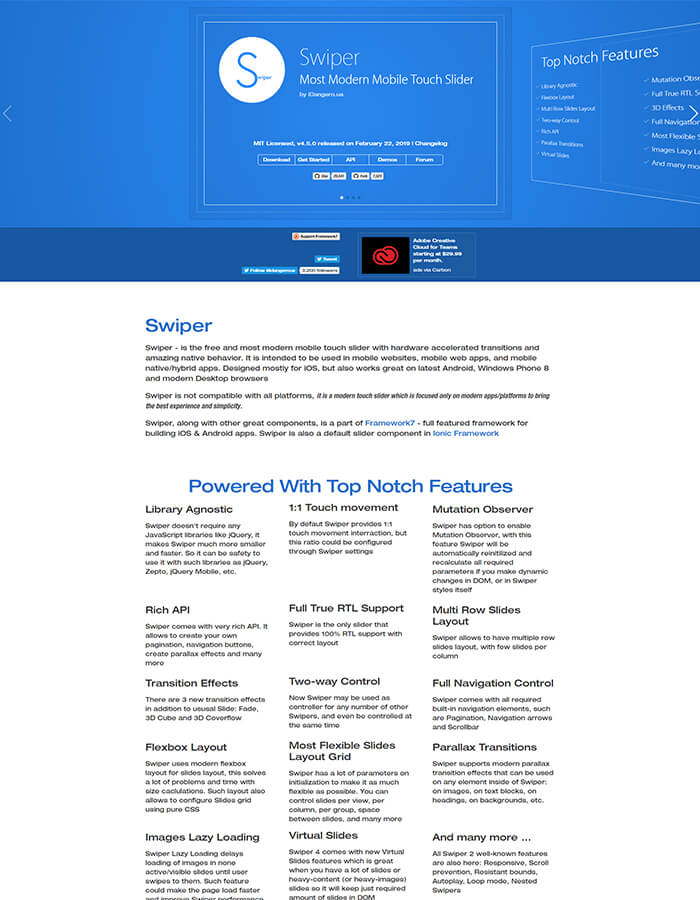 Swiper
Swiper
Most Modern Mobile Touch Slider
by iDangero.us
MIT Licensed, v4.5.0 released on February 22, 2019 | Changelog
Download
Get Started
API
Demos
Forum
Star
Fork
Top Notch Features
Library Agnostic
Flexbox Layout
Multi Row Slides Layout
Two-way Control
Rich API
Parallax Transitions
Virtual Slides
Mutation Obser
Full True RTL S
3D Effects
Full Navigation
Most Flexible S
Images Lazy Lo
And many mo
Support Framework7
Tweet
Follow @idangerous
followers
Adobe Creative
Cloud for Teams
starting at $29.99
per month.
ads via Carbon
Swiper
Swiper - is the free and most modern mobile touch slider with hardware accelerated transitions and
amazing native behavior. It is intended to be used in mobile websites, mobile web apps, and mobile
native/hybrid apps. Designed mostly for iOS, but also works great on latest Android, Windows Phone 8
and modern Desktop browsers
Swiper is not compatible with all platforms, it is a modern touch slider which is focused only on modern apps/platforms to bring
the best experience and simplicity.
Swiper, along with other great components, is a part of Framework7 - full featured framework for
building iOS & Android apps. Swiper is also a default slider component in Ionic Framework
Powered With Top Notch Features
Library Agnostic
Swiper doesn't require any
JavaScript libraries like jQuery, it
makes Swiper much more smaller
and faster. So it can be safety to
use it with such libraries as jQuery,
Zepto, jQuery Mobile, etc.
1:1 Touch movement
By defaut Swiper provides 1:1
touch movement interraction, but
this ratio could be configured
through Swiper settings
Mutation Observer
Swiper has option to enable
Mutation Observer, with this
feature Swiper will be
automatically reinitilized and
recalculate all required
parameters if you make dynamic
changes in DOM, or in Swiper
styles itself
Rich API
Swiper comes with very rich API. It
allows to create your own
pagination, navigation buttons,
create parallax effects and many
more
Full True RTL Support
Swiper is the only slider that
provides 100% RTL support with
correct layout
Multi Row Slides
Layout
Swiper allows to have multiple row
slides layout, with few slides per
column
Transition Effects
There are 3 new transition effects
in addition to ususal Slide: Fade,
3D Cube and 3D Coverflow
Two-way Control
Now Swiper may be used as
controller for any number of other
Swipers, and even be controlled at
the same time
Full Navigation Control
Swiper comes with all required
built-in navigation elements, such
as Pagination, Navigation arrows
and Scrollbar
Flexbox Layout
Swiper uses modern flexbox
layout for slides layout, this solves
a lot of problems and time with
size caclulations. Such layout also
allows to configure Slides grid
using pure CSS
Most Flexible Slides
Layout Grid
Swiper has a lot of parameters on
initialization to make it as much
flexible as possible. You can
control slides per view, per
column, per group, space
between slides, and many more
Parallax Transitions
Swiper supports modern parallax
transition effects that can be used
on any element inside of Swiper:
on images, on text blocks, on
headings, on backgrounds, etc.
Images Lazy Loading
Swiper Lazy Loading delays
loading of images in none
active/visible slides until user
swipes to them. Such feature
could make the page load faster
and improve Swiper performance
Virtual Slides
Swiper 4 comes with new Virtual
Slides features which is great
when you have a lot of slides or
heavy-content (or heavy-images)
slides so it will keep just required
amount of slides in DOM
And many more ...
All Swiper 2 well-known features
are also here: Responsive, Scroll
prevention, Resistant bounds,
Autoplay, Loop mode, Nested
Swipers